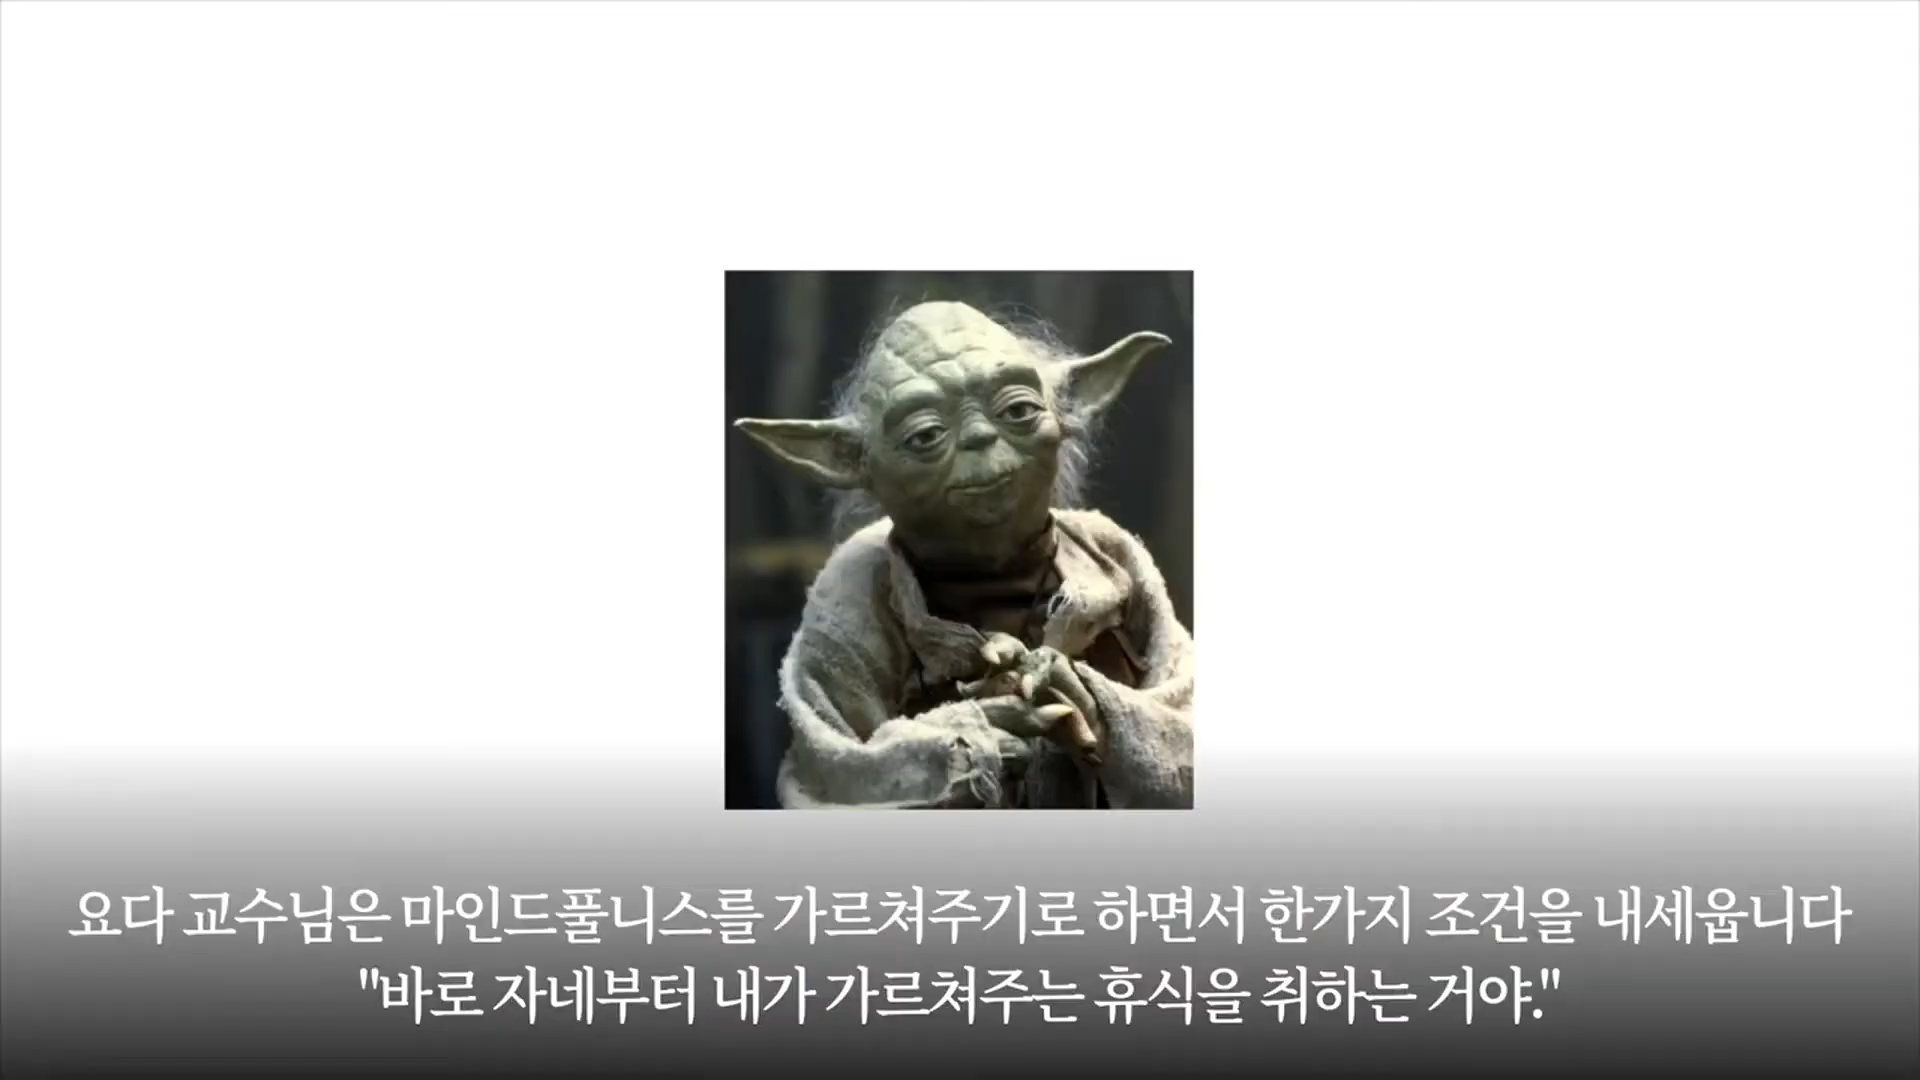 요다 교수님은 마인드풀니스를 가르쳐주기로 하면서 한가지 조건을 내세웁니다
"바로 자네부터 내가 가르쳐주는 휴식을 취하는 거야."